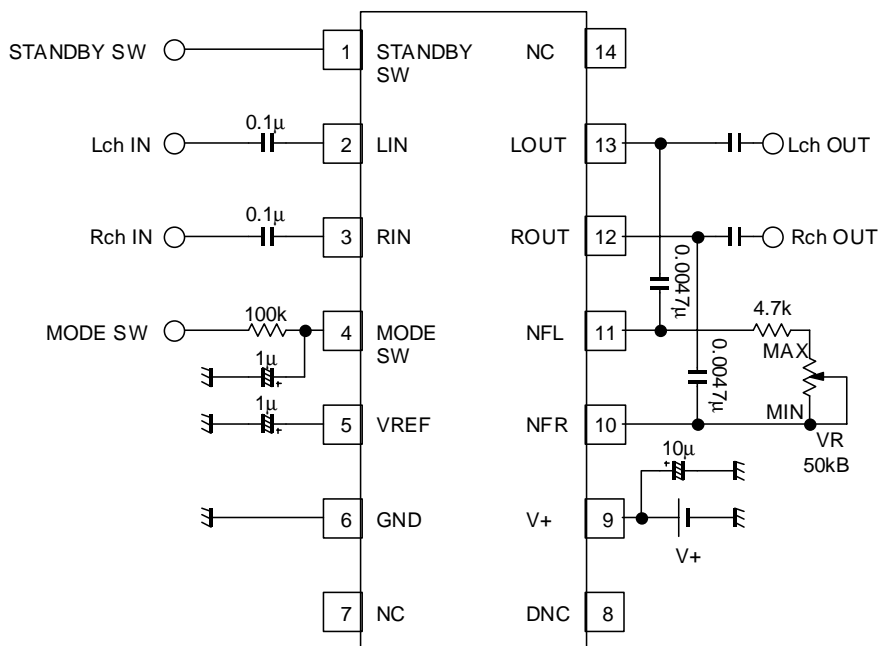 STANDBY SW
1
STANDBY
SW
NC
14
Lch IN
0.1µ
2
LIN
LOUT
13
Lch OUT
Rch IN
0.1µ
3
RIN
ROUT
12
Rch OUT
0.0047µ
MODE SW
100k
4
MODE
SW
NFL
11
4.7k
MAX
1µ
+
0.0047µ
1µ
+
5
VREF
NFR
10
MIN
VR
50kB
10µ
+
6
GND
V+
9
V+
7
NC
DNC
8